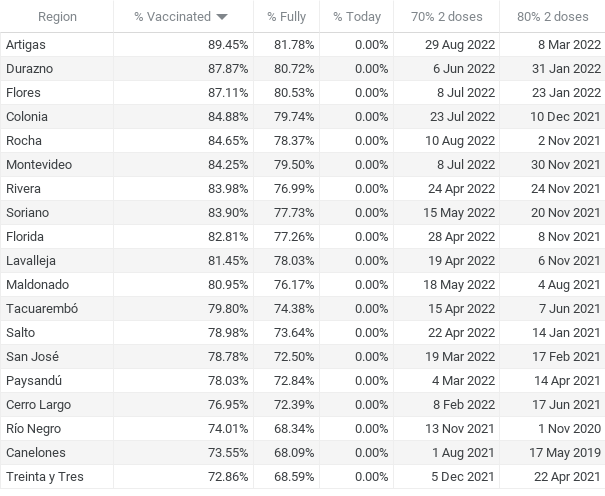 Region % Vaccinated % Fully % Today 70% 2 doses 80% 2 doses
Artigas 89.45% 81.78% 0.00% 29 Aug 2022 8 Mar 2022
Durazno 87.87% 80.72% 0.00% 6 Jun 2022 31 Jan 2022
Flores 87.11% 80.53% 0.00% 8 Jul 2022 23 Jan 2022
Colonia 84.88% 79.74% 0.00% 23 Jul 2022 10 Dec 2021
Rocha 84.65% 78.37% 0.00% 10 Aug 2022 2 Nov 2021
Montevideo 84.25% 79.50% 0.00% 8 Jul 2022 30 Nov 2021
Rivera 83.98% 76.99% 0.00% 24 Apr 2022 24 Nov 2021
Soriano 83.90% 77.73% 0.00% 15 May 2022 20 Nov 2021
Florida 82.81% 77.26% 0.00% 28 Apr 2022 8 Nov 2021
Lavalleja 81.45% 78.03% 0.00% 19 Apr 2022 6 Nov 2021
Maldonado 80.95% 76.17% 0.00% 18 May 2022 4 Aug 2021
Tacuarembó 79.80% 74.38% 0.00% 15 Apr 2022 7 Jun 2021
Salto 78.98% 73.64% 0.00% 22 Apr 2022 14 Jan 2021
San José 78.78% 72.50% 0.00% 19 Mar 2022 17 Feb 2021
Paysandú 78.03% 72.84% 0.00% 4 Mar 2022 14 Apr 2021
Cerro Largo 76.95% 72.39% 0.00% 8 Feb 2022 17 Jun 2021
Río Negro 74.01% 68.34% 0.00% 13 Nov 2021 1 Nov 2020
Canelones 73.55% 68.09% 0.00% 1 Aug 2021 17 May 2019
Treinta y Tres 72.86% 68.59% 0.00% 5 Dec 2021 22 Apr 2021